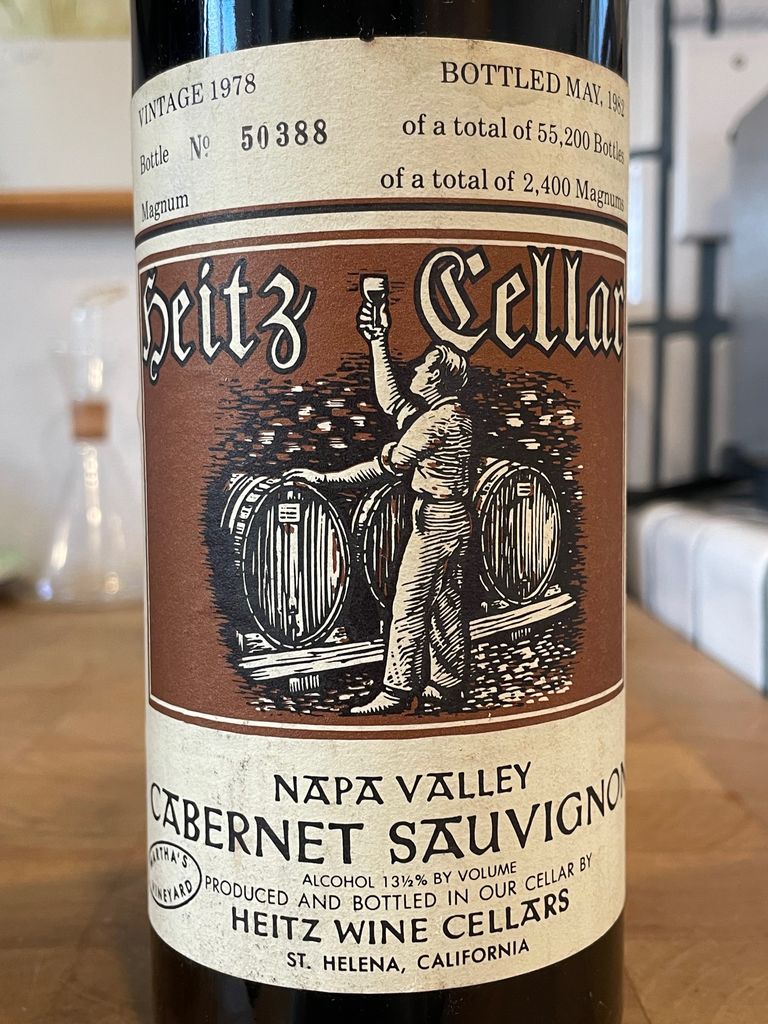 VINTAGE 1978
BOTTLED MAY, 1982
Bottle Nº 50388
of a total of 55,200 Bottles
Magnum
of a total of 2,400 Magnums
Heitz Cellar
NAPA VALLEY
CABERNET SAUVIGNON
MARTHA'S
VINEYARD
ALCOHOL 13½% BY VOLUME
PRODUCED AND BOTTLED IN OUR CELLAR BY
HEITZ WINE CELLARS
ST. HELENA, CALIFORNIA